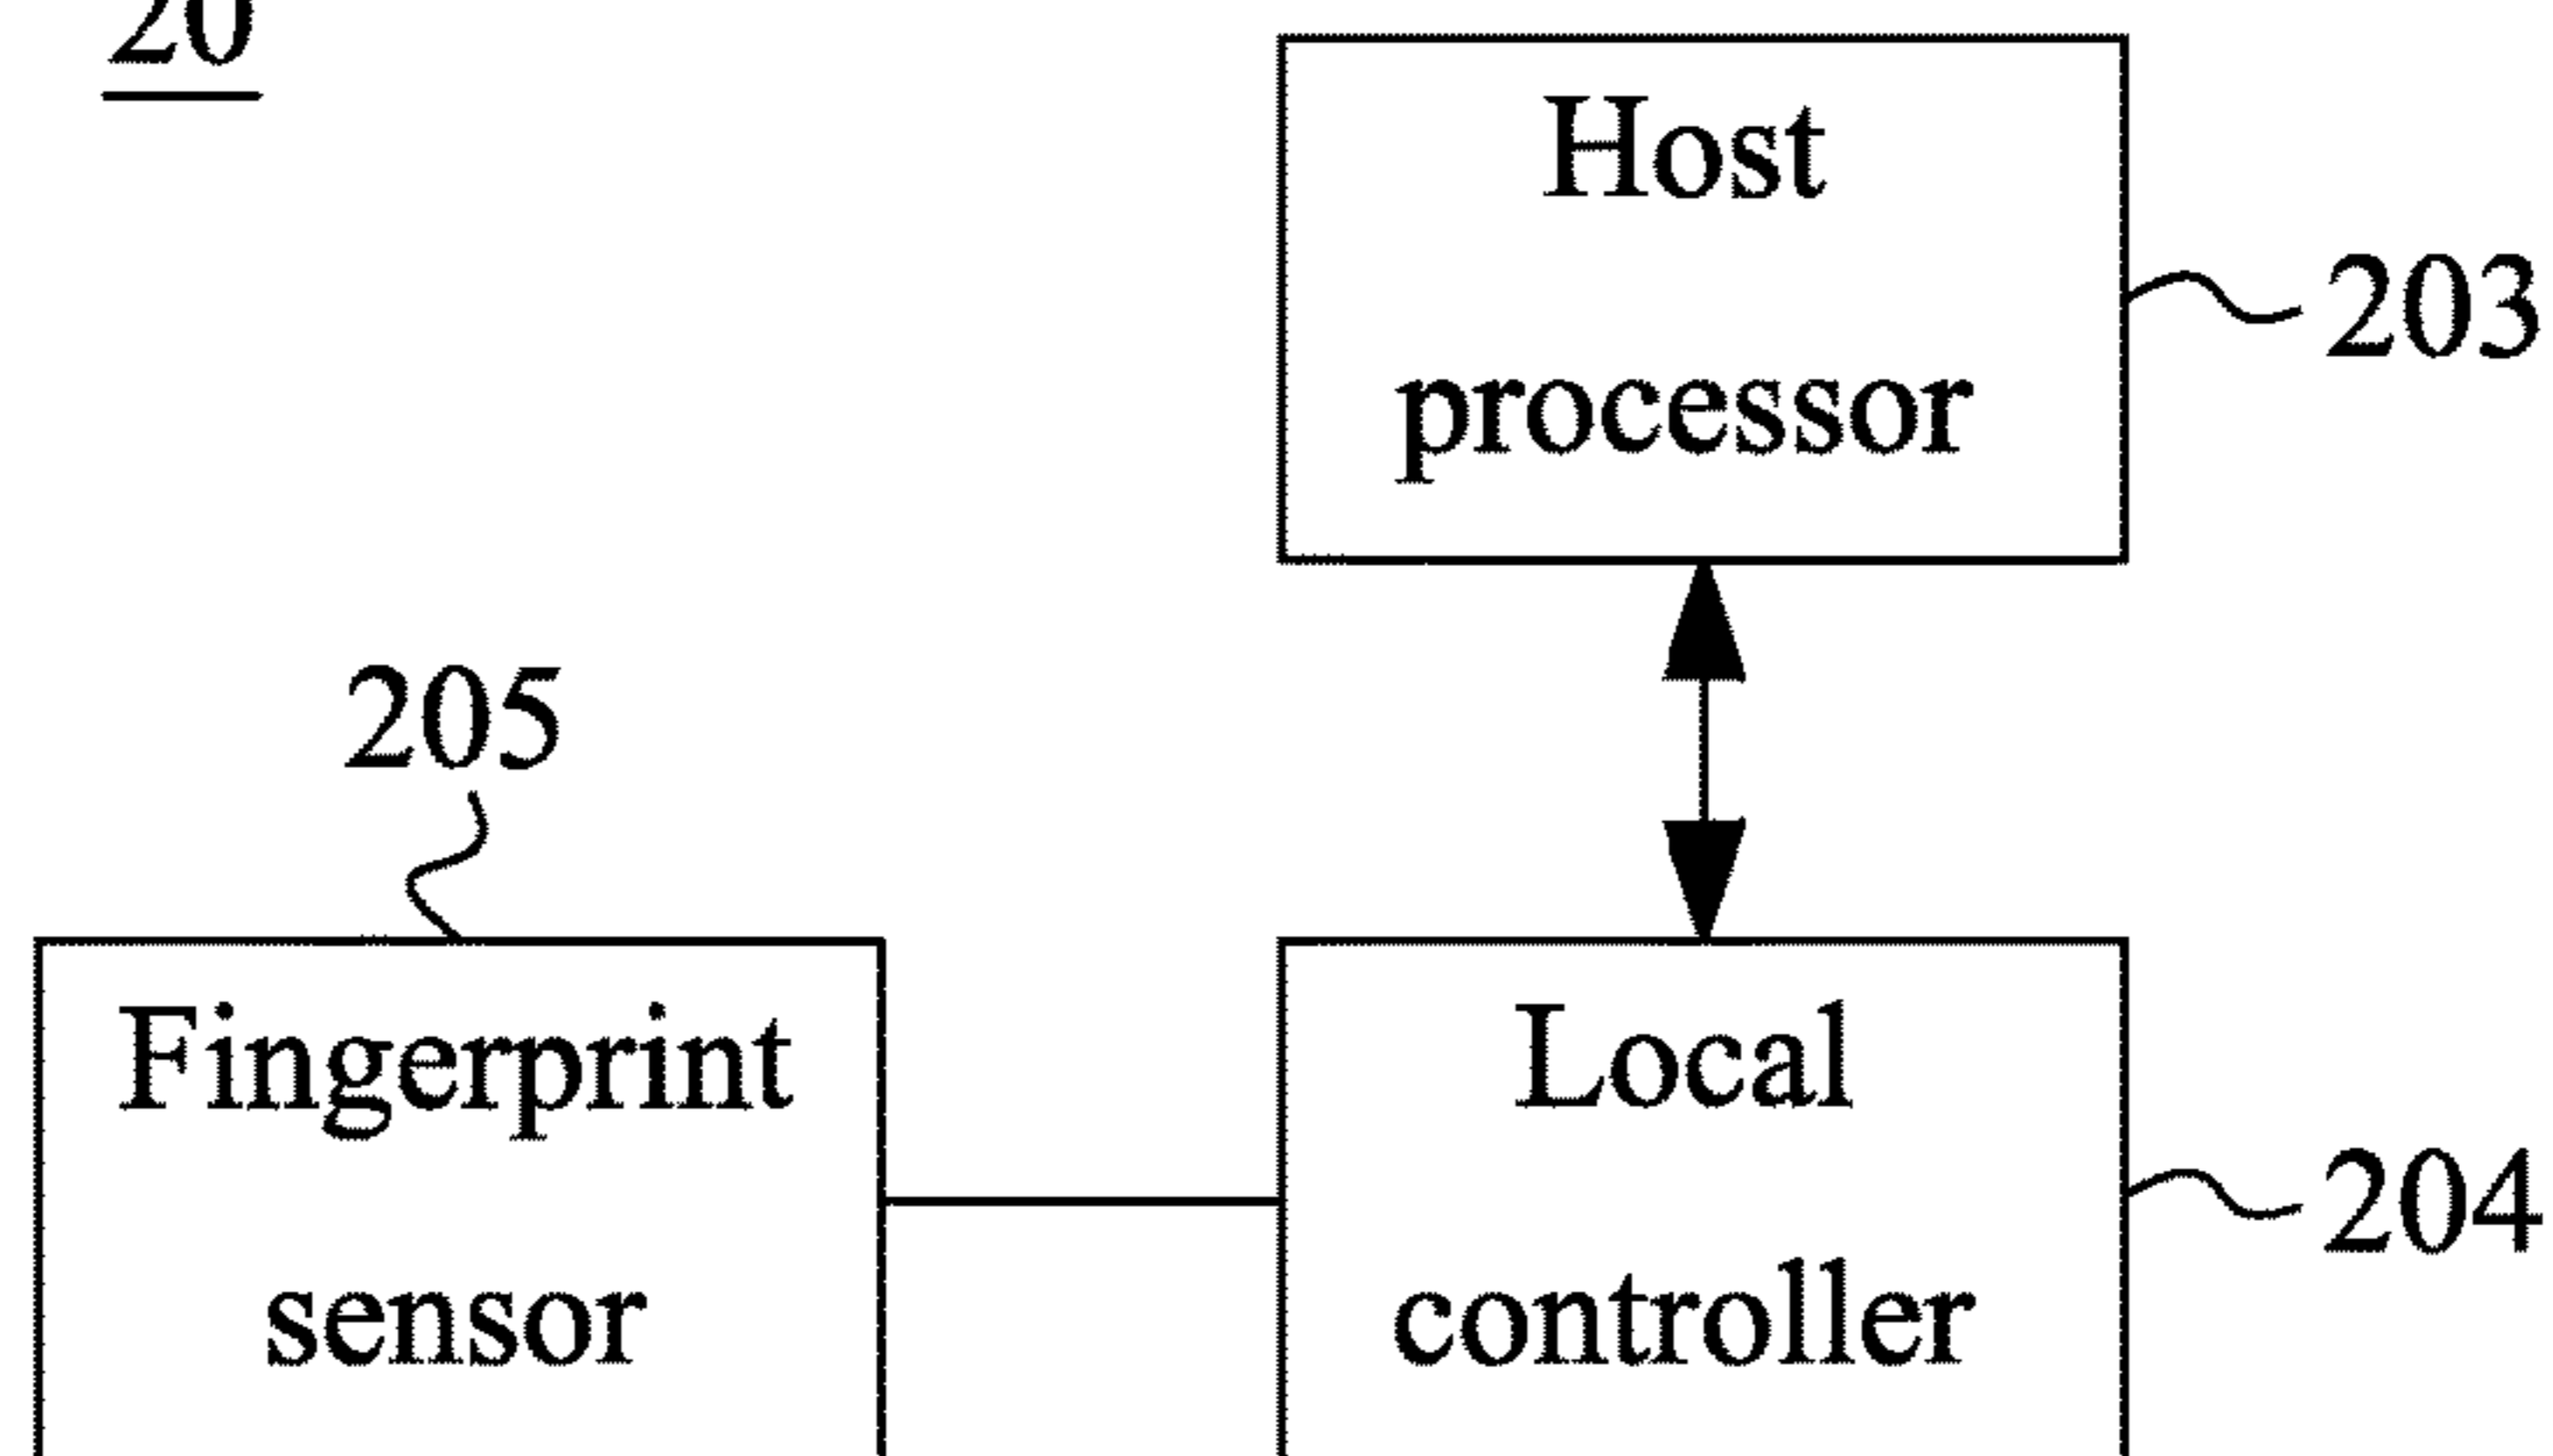 20
Host
processor
203
205
Fingerprint
sensor
Local
controller
204